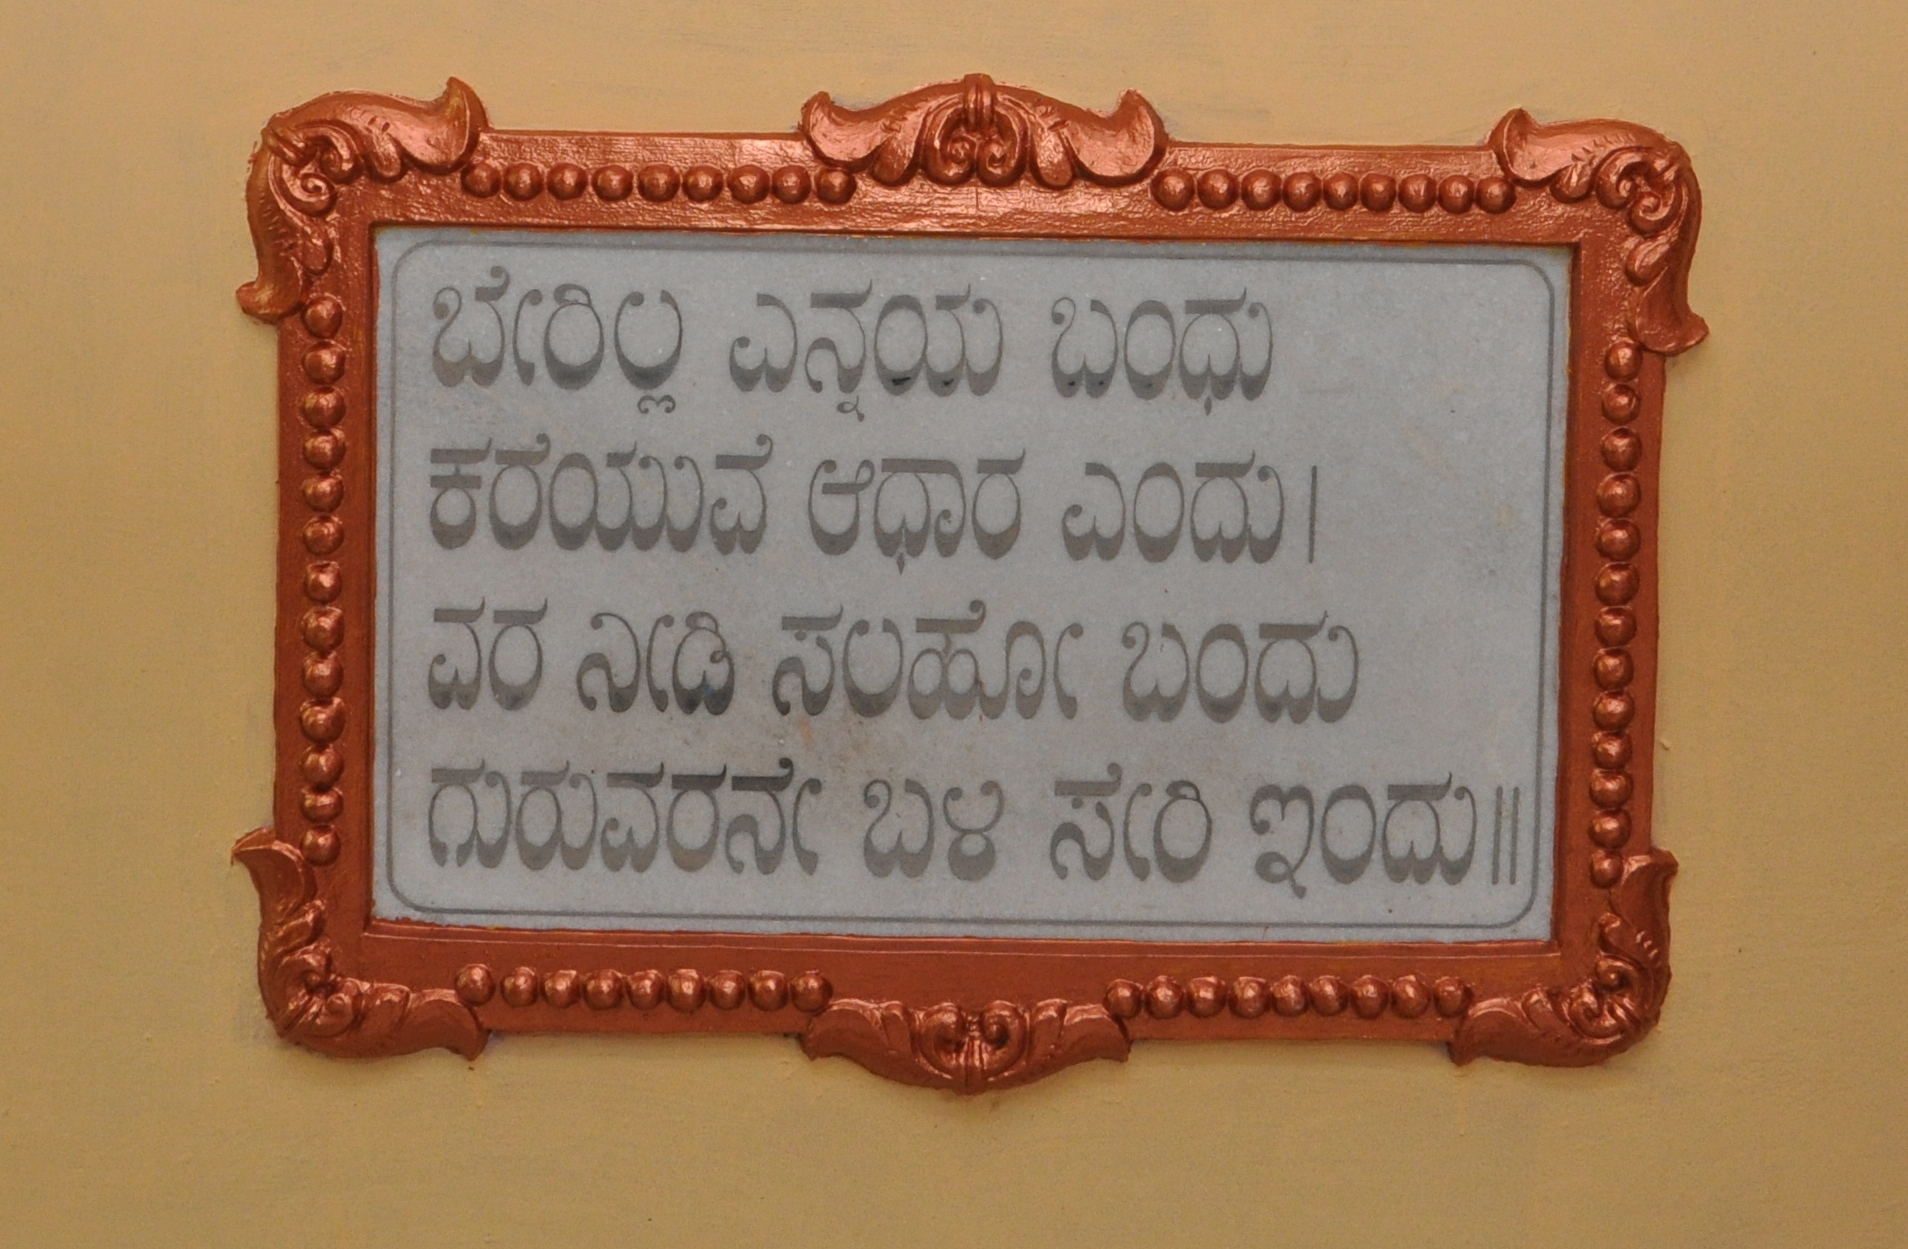 ಬೇರಿಲ್ಲ ಎನ್ನಯ ಬಂಧು
ಕರೆಯುವೆ ಆಧಾರ ಎಂದು|
ವರ ನೀಡಿ ಸಲಹೋ ಬಂದು
ಗುರುವರನೇ ಬಳಿ ಸೇರಿ ಇಂದು||